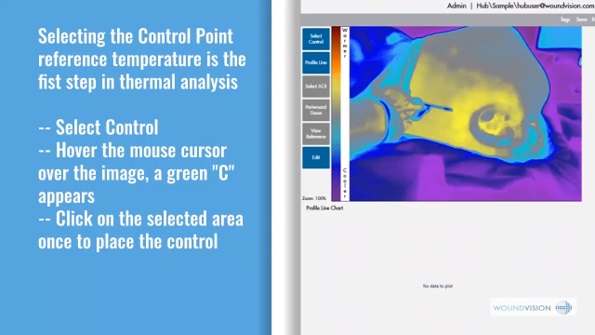 Selecting the Control Point
reference temperature is the
fist step in thermal analysis
-- Select Control
-- Hover the mouse cursor
over the image, a green "C"
appears
-- Click on the selected area
once to place the control
Admin | Hub\Sample\hubuser@woundvision.com
Tags Save
Select
Control
Profile Line
Select ROI
Periwound
Tissue
View
Reference
Edit
Warmer
Cooler
Zoom: 100%
Profile Line Chart
No data to plot
WOUNDVISION